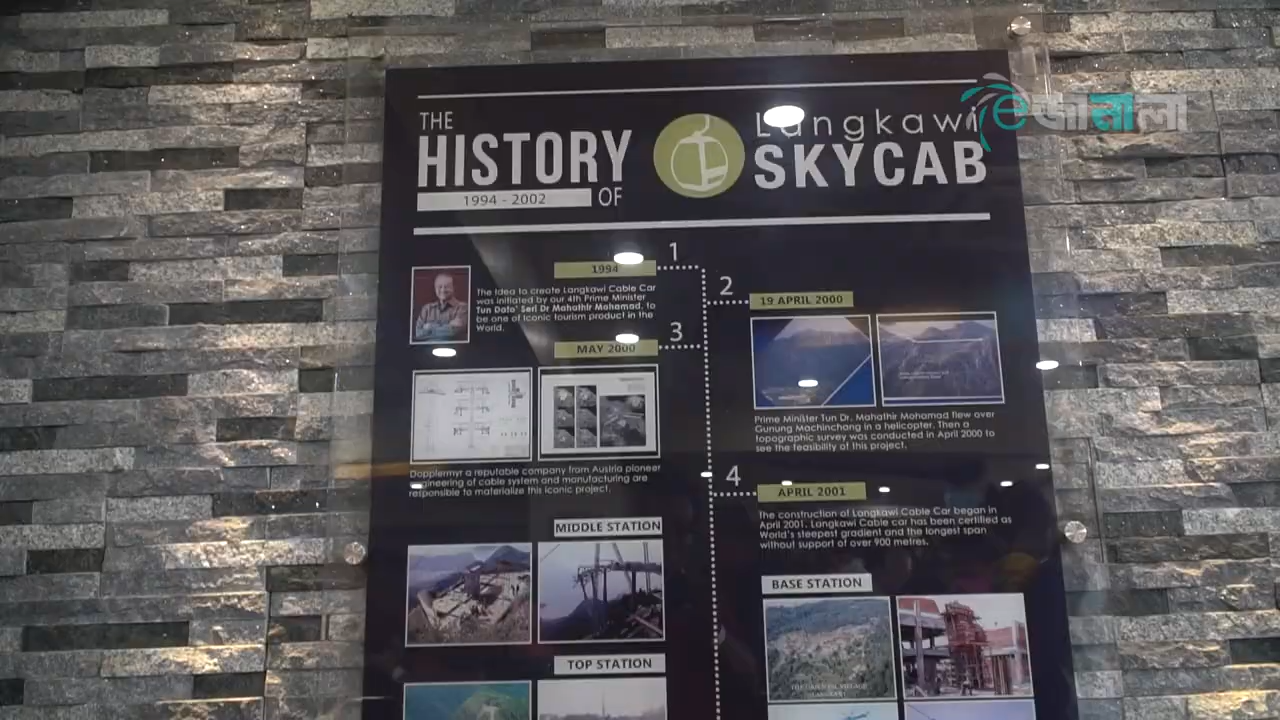 THE
HISTORY
1994 - 2002
OF
Langkawi
SKYCAB
eজানালা
1
1994
The idea to create Langkawi Cable Car
was initiated by our 4th Prime Minister
Tun Dato' Seri Dr Mahathir Mohamad, to
be one of iconic tourism product in the
World.
2
19 APRIL 2000
Prime Minister Tun Dr. Mahathir Mohamad flew over
Gunung Machinchang in a helicopter. Then a
topographic survey was conducted in April 2000 to
see the feasibility of this project.
3
MAY 2000
Dopplermyr a reputable company from Austria pioneer
engineering of cable system and manufacturing are
responsible to materialize this iconic project.
4
APRIL 2001
The construction of Langkawi Cable Car began in
April 2001. Langkawi Cable car has been certified as
World's steepest gradient and the longest span
without support of over 900 metres.
MIDDLE STATION
TOP STATION
BASE STATION
THE ORIENTAL VILLAGE
LANGKAWI